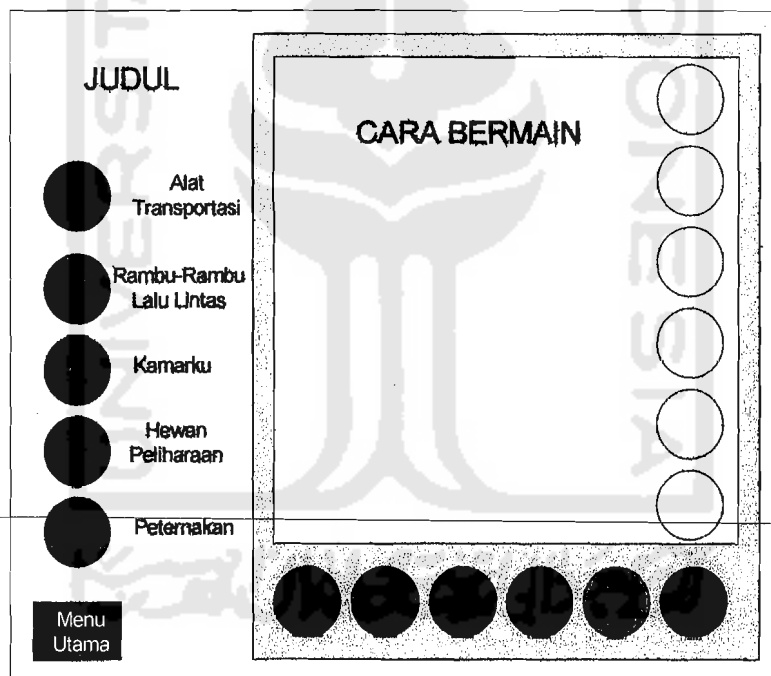 JUDUL
CARA BERMAIN
Alat
Transportasi
Rambu-Rambu
Lalu Lintas
Kamarku
Hewan
Peliharaan
Peternakan
Menu
Utama